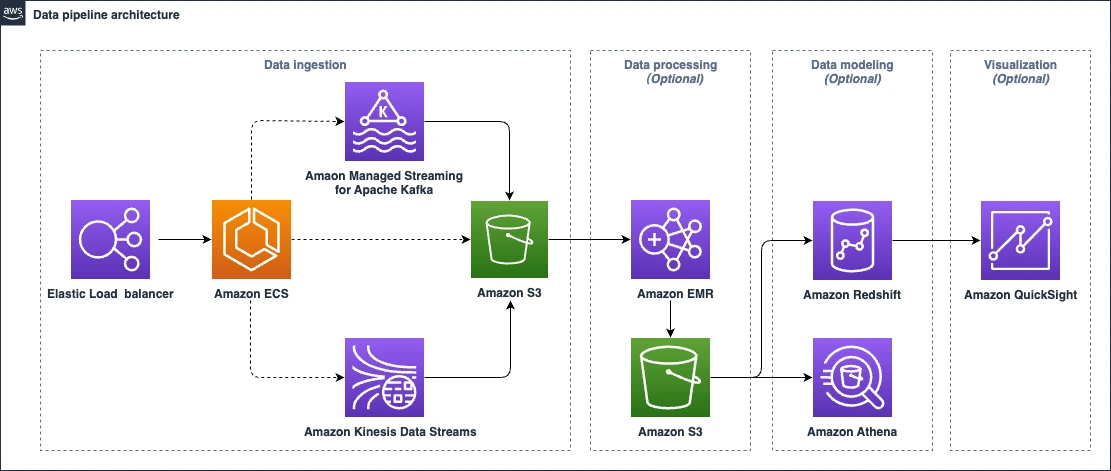 aws
Data pipeline architecture
Data ingestion
Data processing
(Optional)
Data modeling
(Optional)
Visualization
(Optional)
K
Amaon Managed Streaming
for Apache Kafka
Elastic Load  balancer
Amazon ECS
Amazon S3
Amazon EMR
Amazon Redshift
Amazon QuickSight
Amazon Kinesis Data Streams
Amazon S3
Amazon Athena